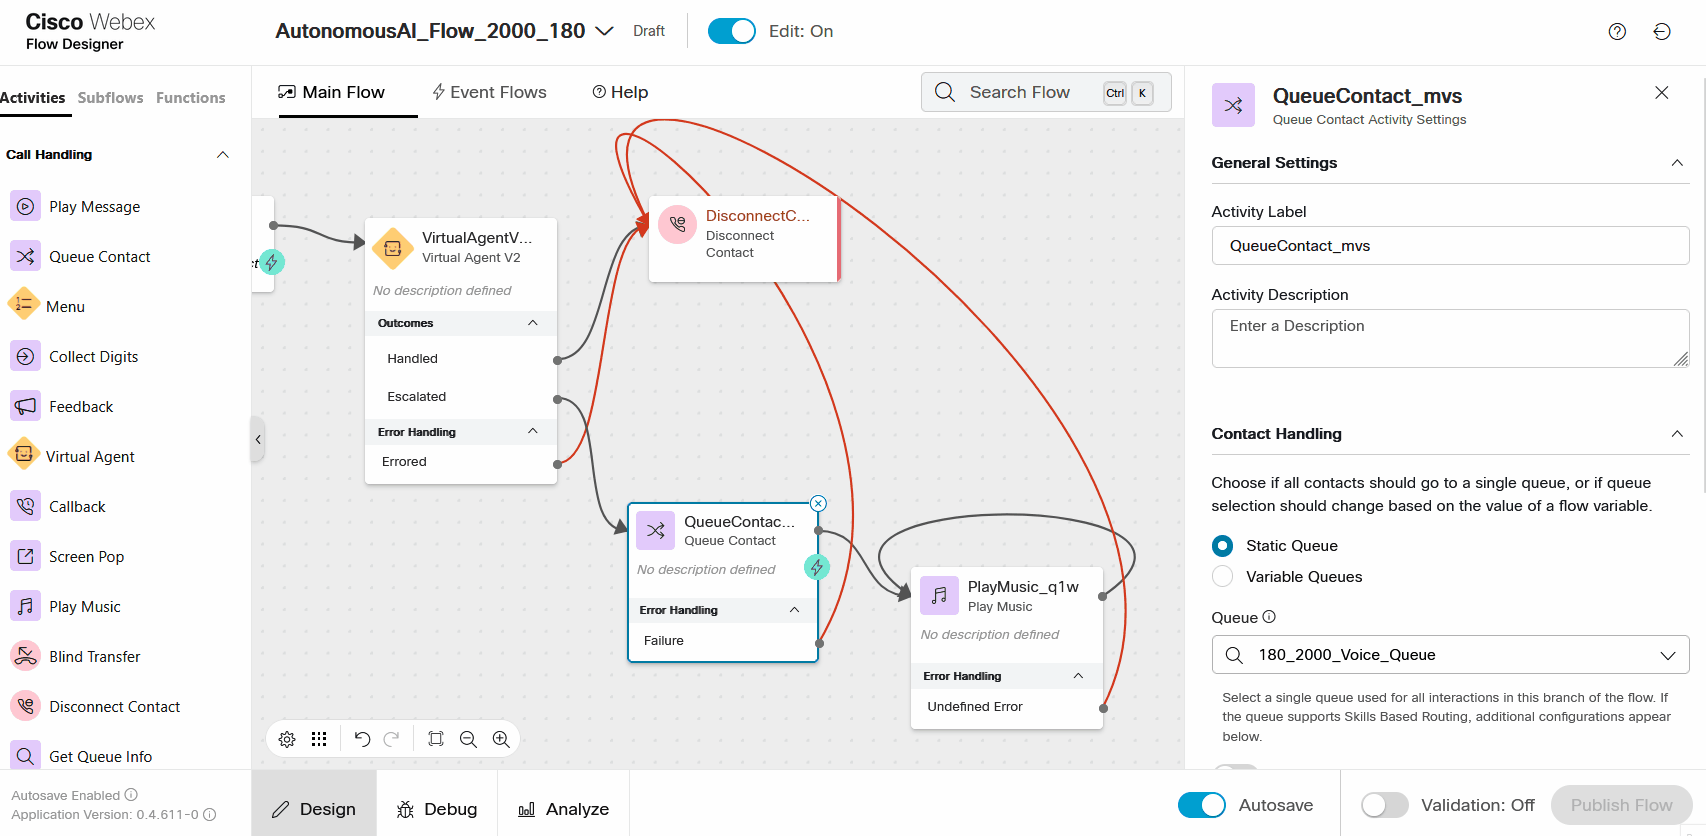 Cisco Webex
Flow Designer
AutonomousAI_Flow_2000_180
Draft
Edit: On
Activities Subflows Functions
Call Handling
Play Message
Queue Contact
Menu
Collect Digits
Feedback
Virtual Agent
Callback
Screen Pop
Play Music
Blind Transfer
Disconnect Contact
Get Queue Info
Autosave Enabled
Application Version: 0.4.611-0
Main Flow
Event Flows
Help
Search Flow
Ctrl K
VirtualAgentV...
Virtual Agent V2
No description defined
Outcomes
Handled
Escalated
Error Handling
Errored
DisconnectC...
Disconnect
Contact
QueueContac...
Queue Contact
No description defined
Error Handling
Failure
PlayMusic_q1w
Play Music
No description defined
Error Handling
Undefined Error
Design
Debug
Analyze
QueueContact_mvs
Queue Contact Activity Settings
General Settings
Activity Label
QueueContact_mvs
Activity Description
Enter a Description
Contact Handling
Choose if all contacts should go to a single queue, or if queue
selection should change based on the value of a flow variable.
Static Queue
Variable Queues
Queue
180_2000_Voice_Queue
Select a single queue used for all interactions in this branch of the flow. If
the queue supports Skills Based Routing, additional configurations appear
below.
Autosave
Validation: Off
Publish Flow